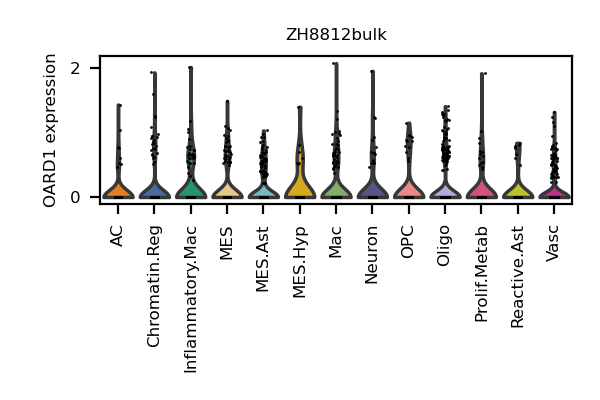 ZH8812bulk
OARD1 expression
2
0
AC
Chromatin.Reg
Inflammatory.Mac
MES
MES.Ast
MES.Hyp
Mac
Neuron
OPC
Oligo
Prolif.Metab
Reactive.Ast
Vasc